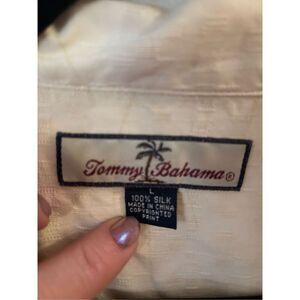 Tommy Bahama®
L
100% SILK
MADE IN CHINA
COPYRIGHTED
PRINT